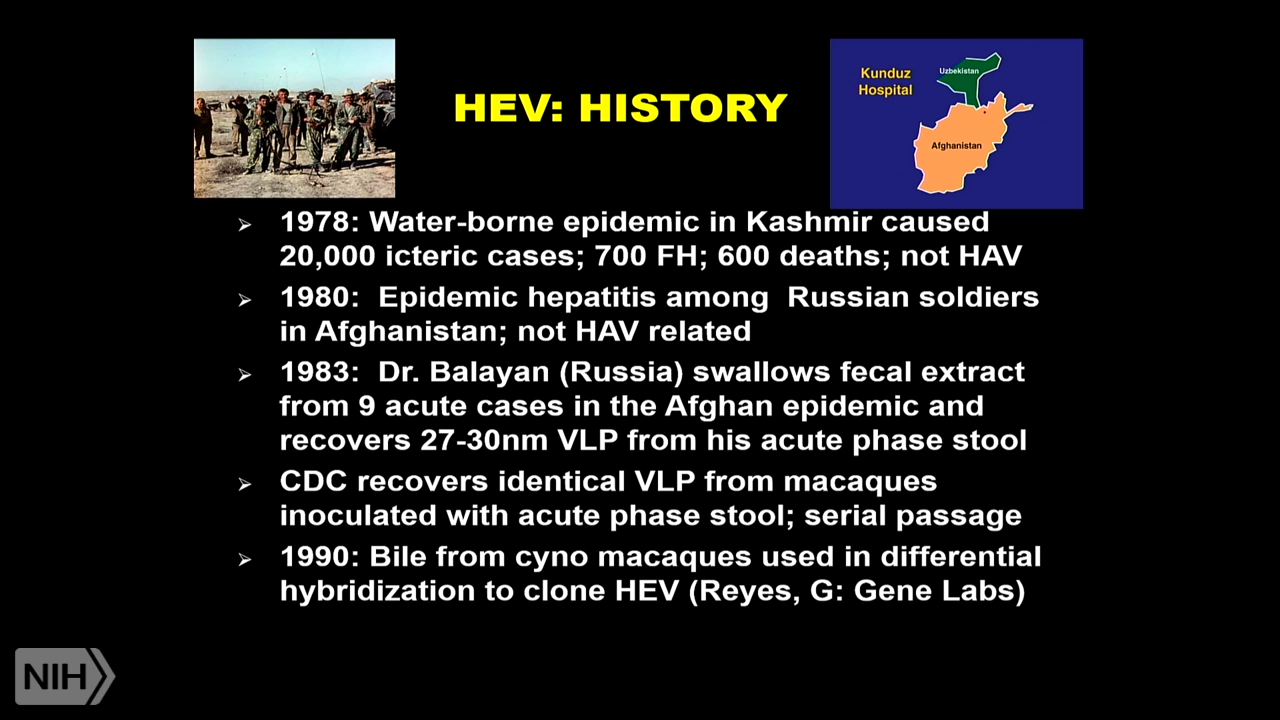 HEV: HISTORY
Kunduz
Hospital
Uzbekistan
Afghanistan
➢ 1978: Water-borne epidemic in Kashmir caused
20,000 icteric cases; 700 FH; 600 deaths; not HAV
➢ 1980: Epidemic hepatitis among Russian soldiers
in Afghanistan; not HAV related
➢ 1983: Dr. Balayan (Russia) swallows fecal extract
from 9 acute cases in the Afghan epidemic and
recovers 27-30nm VLP from his acute phase stool
➢ CDC recovers identical VLP from macaques
inoculated with acute phase stool; serial passage
➢ 1990: Bile from cyno macaques used in differential
hybridization to clone HEV (Reyes, G: Gene Labs)
NIH